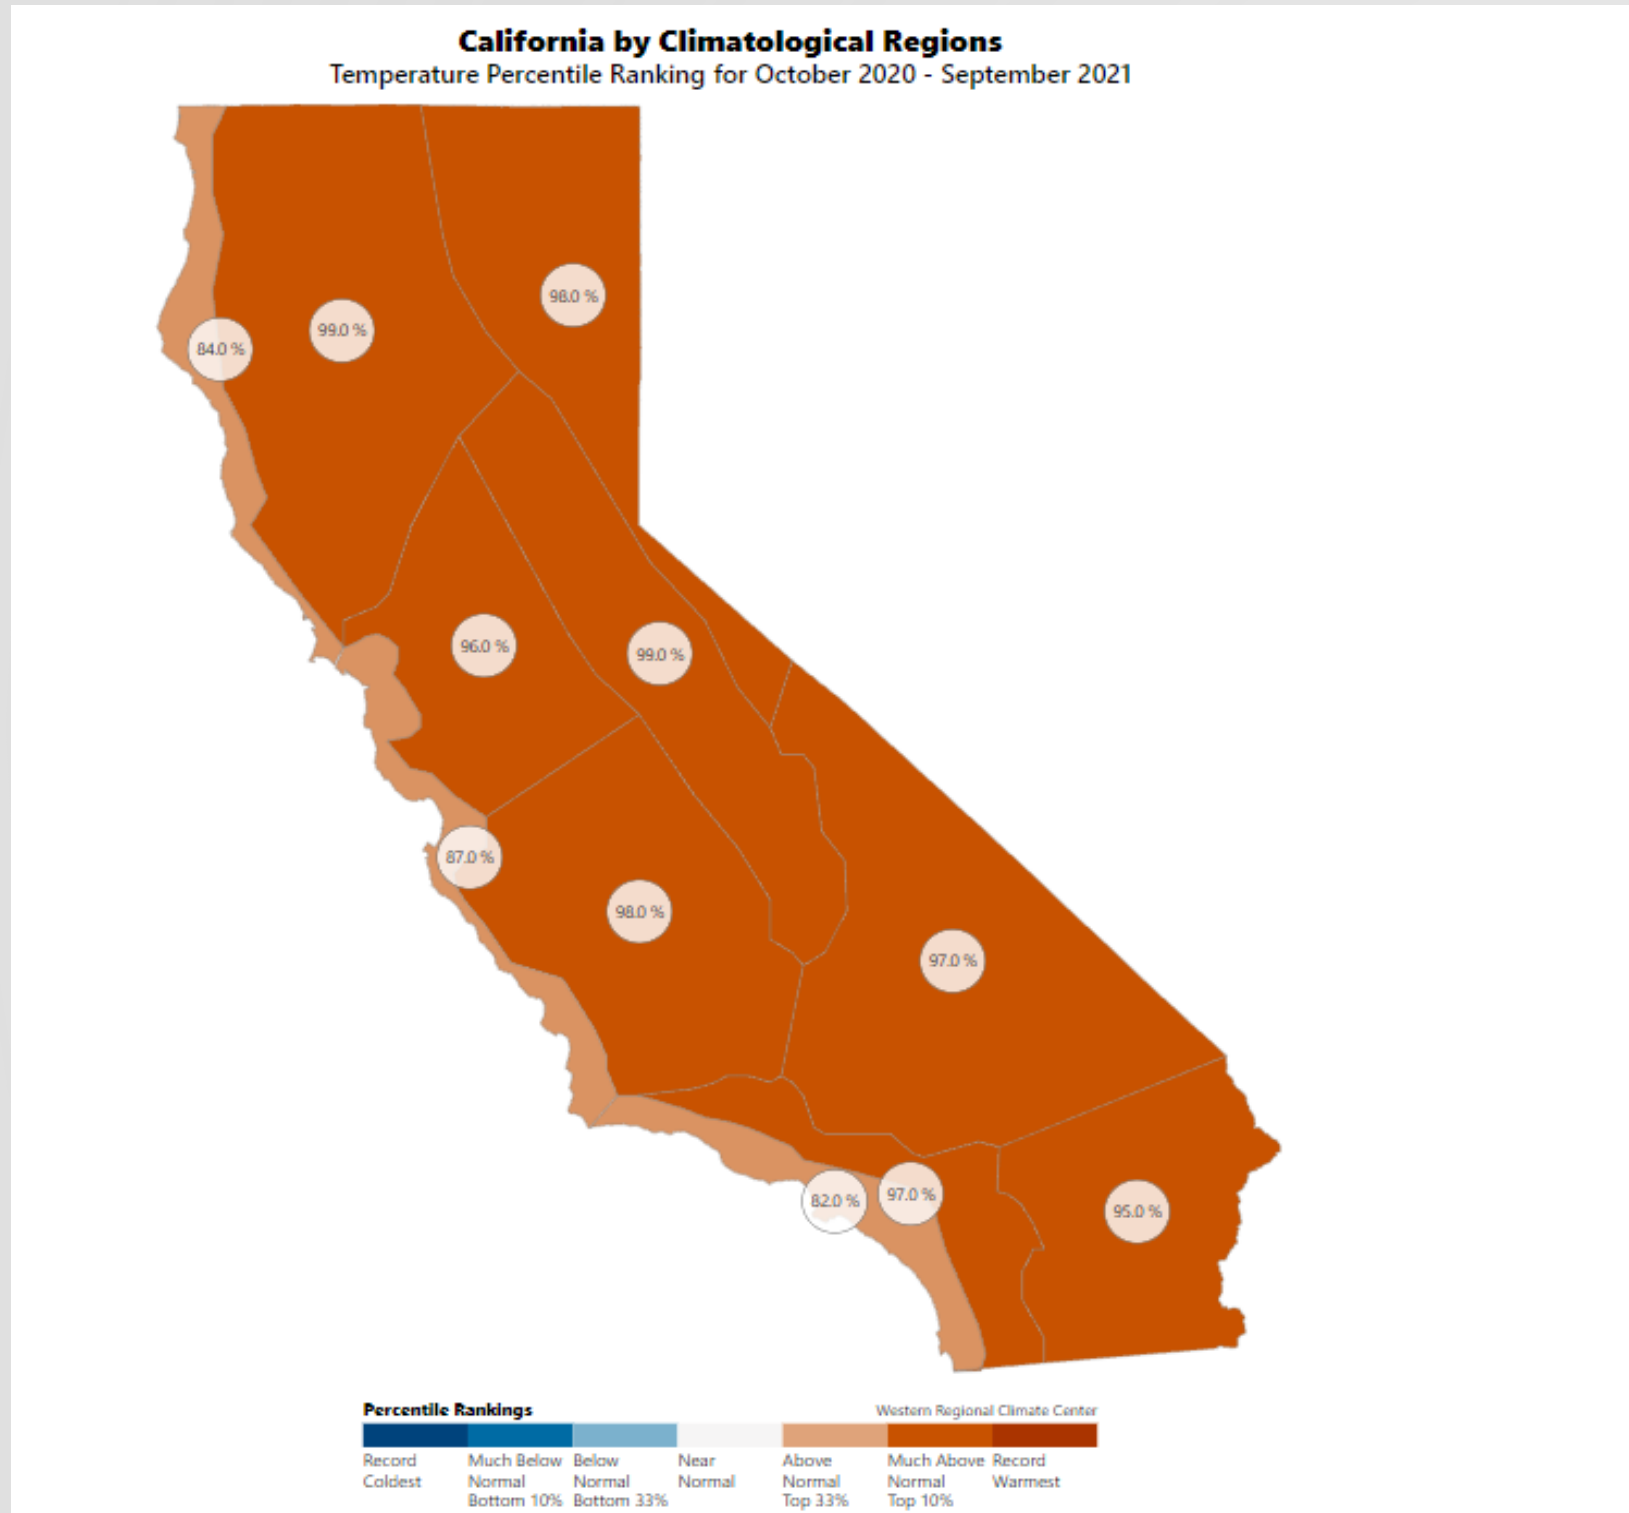 California by Climatological Regions
Temperature Percentile Ranking for October 2020 - September 2021
98.0 %
99.0 %
84.0 %
96.0 %
99.0 %
87.0 %
98.0 %
97.0 %
82.0 %
97.0 %
95.0 %
Percentile Rankings
Western Regional Climate Center
Record
Coldest
Much Below
Normal
Bottom 10%
Below
Normal
Bottom 33%
Near
Normal
Above
Normal
Top 33%
Much Above
Normal
Top 10%
Record
Warmest